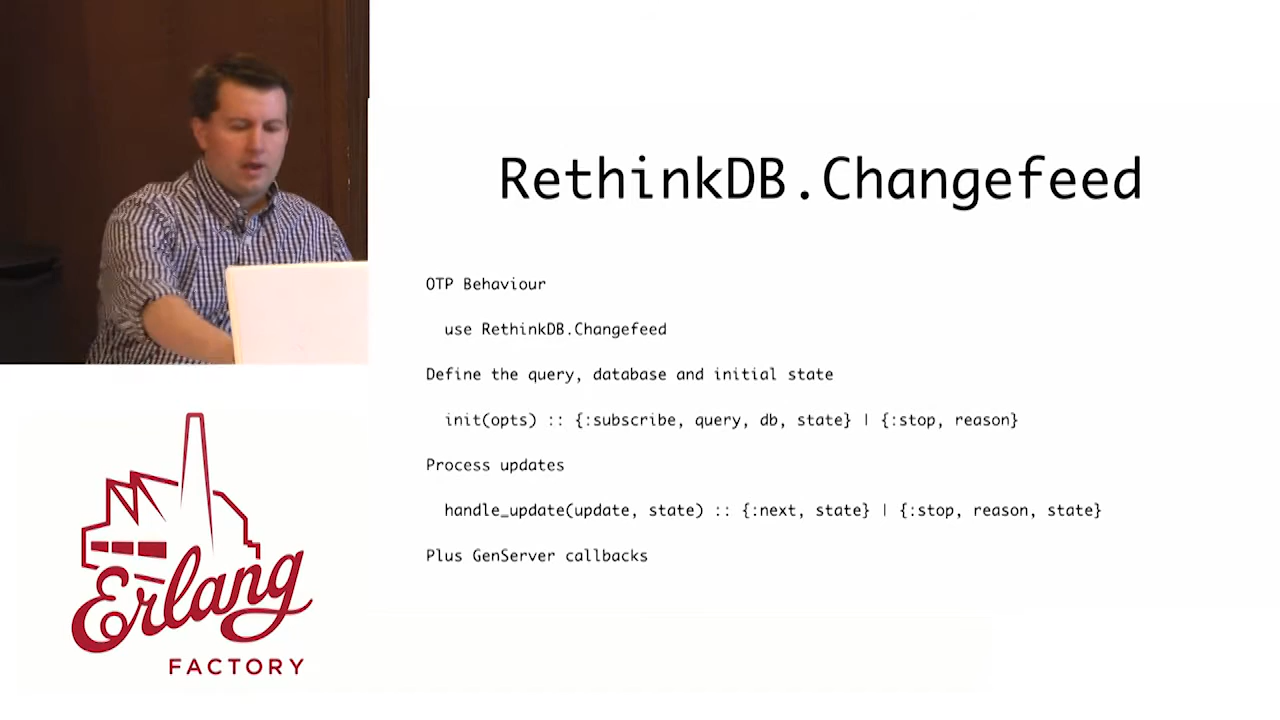 RethinkDB.Changefeed
OTP Behaviour
use RethinkDB.Changefeed
Define the query, database and initial state
init(opts) :: {:subscribe, query, db, state} | {:stop, reason}
Process updates
handle_update(update, state) :: {:next, state} | {:stop, reason, state}
Plus GenServer callbacks
Erlang
FACTORY